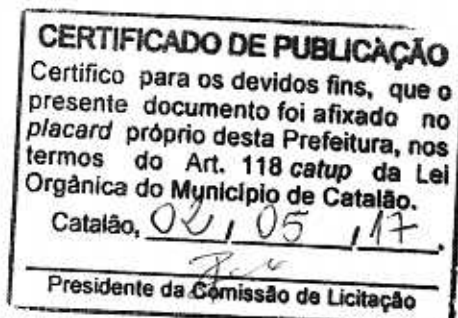 CERTIFICADO DE PUBLICAÇÃO
Certifico para os devidos fins, que o
presente documento foi afixado no
placard próprio desta Prefeitura, nos
termos do Art. 118 catup da Lei
Orgânica do Município de Catalão.
Catalão, 02 / 05 / 17.
Presidente da Comissão de Licitação